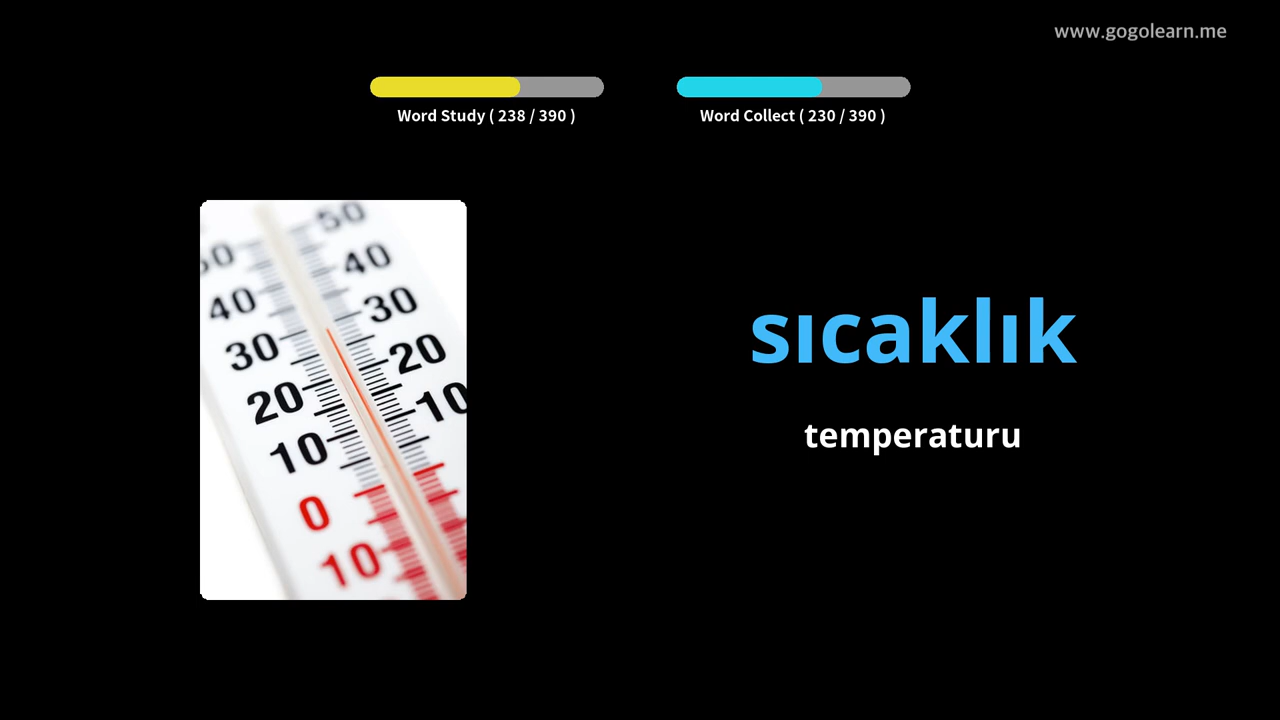 www.gogolearn.me
Word Study ( 238 / 390 )
Word Collect ( 230 / 390 )
50
50
40
40
30
30
20
20
10
10
0
10
sıcaklık
temperaturu